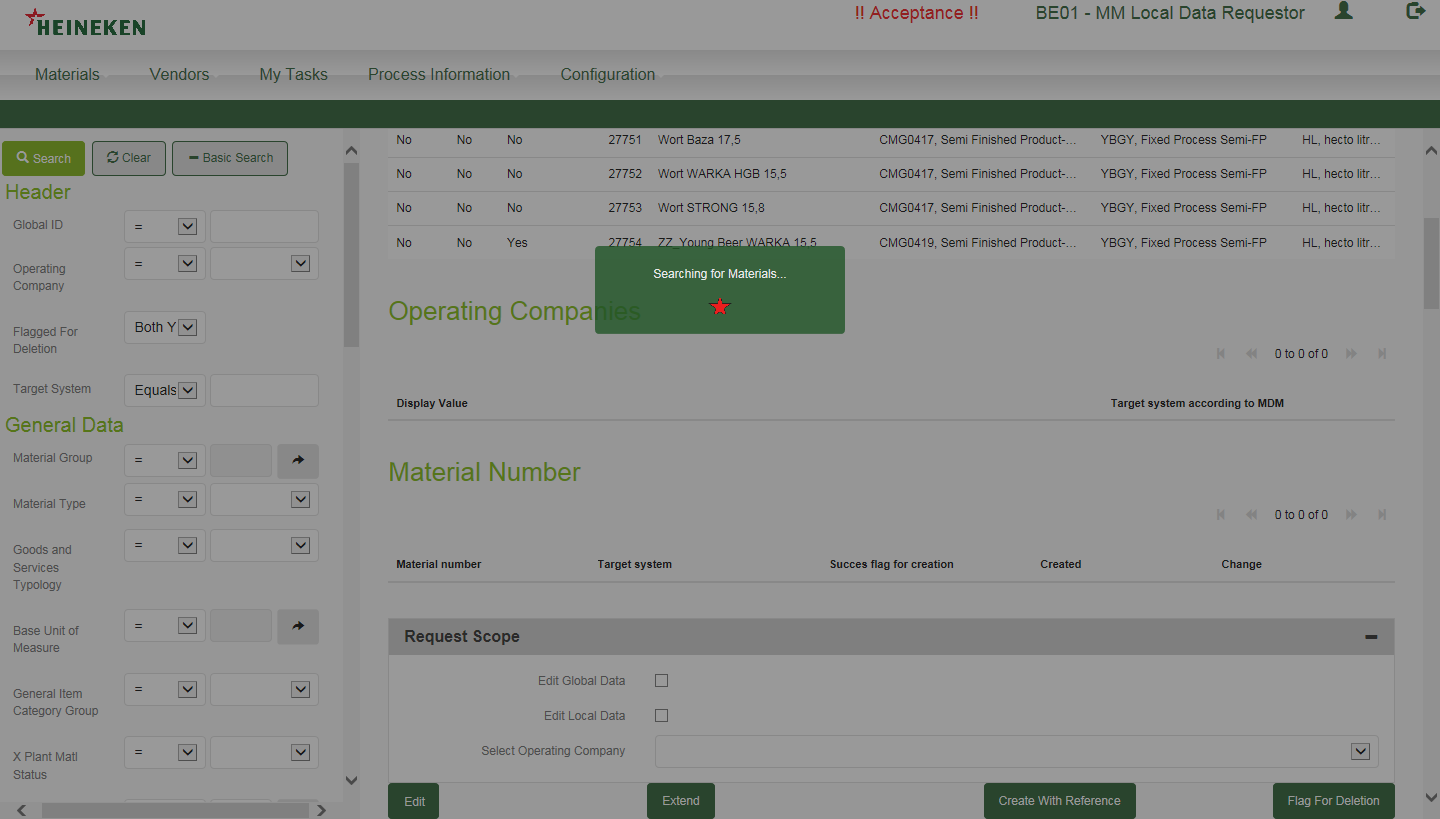 HEINEKEN
!! Acceptance !!
BE01 - MM Local Data Requestor
Materials
Vendors
My Tasks
Process Information
Configuration
Search
Clear
Basic Search
Header
Global ID
=
Operating
Company
=
Flagged For
Deletion
Both Y
Target System
Equals
General Data
Material Group
=
Material Type
=
Goods and
Services
Typology
=
Base Unit of
Measure
=
General Item
Category Group
=
X Plant Matl
Status
=
No No No 27751 Wort Baza 17,5 CMG0417, Semi Finished Product-... YBGY, Fixed Process Semi-FP HL, hecto litr...
No No No 27752 Wort WARKA HGB 15,5 CMG0417, Semi Finished Product-... YBGY, Fixed Process Semi-FP HL, hecto litr...
No No No 27753 Wort STRONG 15,8 CMG0417, Semi Finished Product-... YBGY, Fixed Process Semi-FP HL, hecto litr...
No No Yes 27754 ZZ_Young Beer WARKA 15,5 CMG0419, Semi Finished Product-... YBGY, Fixed Process Semi-FP HL, hecto litr...
Searching for Materials...
Operating Companies
0 to 0 of 0
Display Value Target system according to MDM
Material Number
0 to 0 of 0
Material number Target system Succes flag for creation Created Change
Request Scope
Edit Global Data
Edit Local Data
Select Operating Company
Edit
Extend
Create With Reference
Flag For Deletion